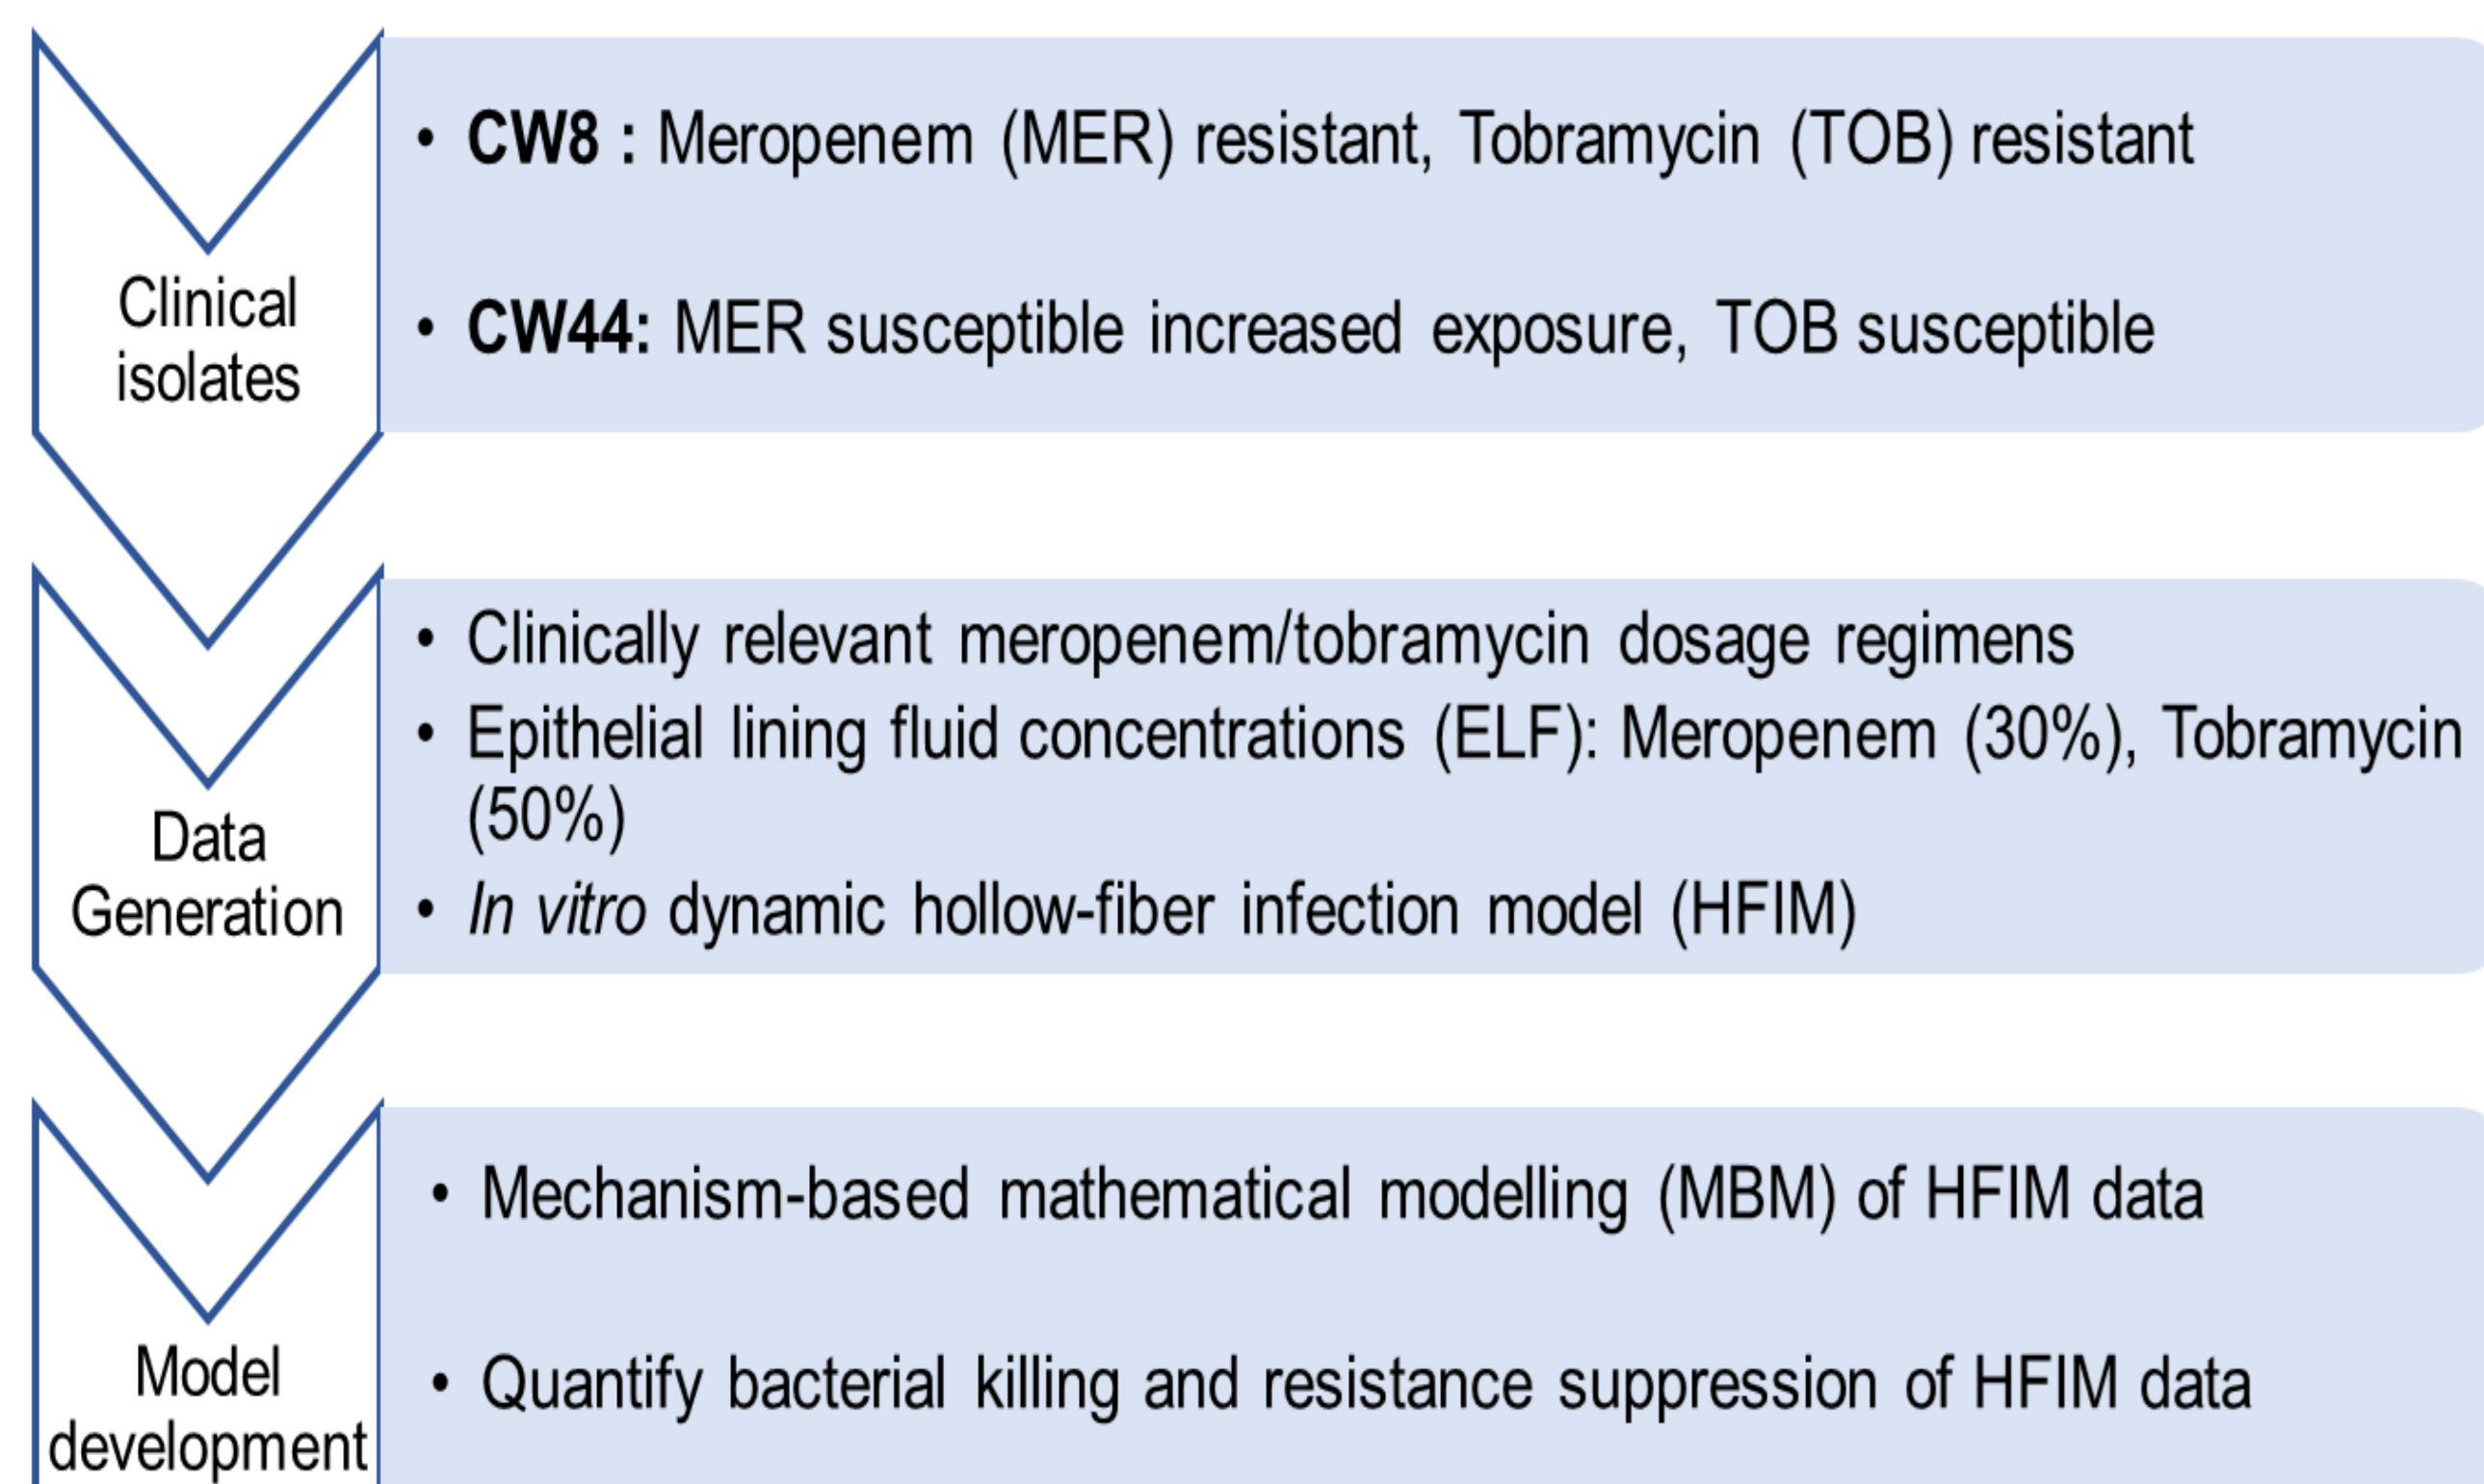 Clinical
isolates
• CW8 : Meropenem (MER) resistant, Tobramycin (TOB) resistant
• CW44: MER susceptible increased exposure, TOB susceptible
Data
Generation
• Clinically relevant meropenem/tobramycin dosage regimens
• Epithelial lining fluid concentrations (ELF): Meropenem (30%), Tobramycin
(50%)
• In vitro dynamic hollow-fiber infection model (HFIM)
Model
development
• Mechanism-based mathematical modelling (MBM) of HFIM data
• Quantify bacterial killing and resistance suppression of HFIM data